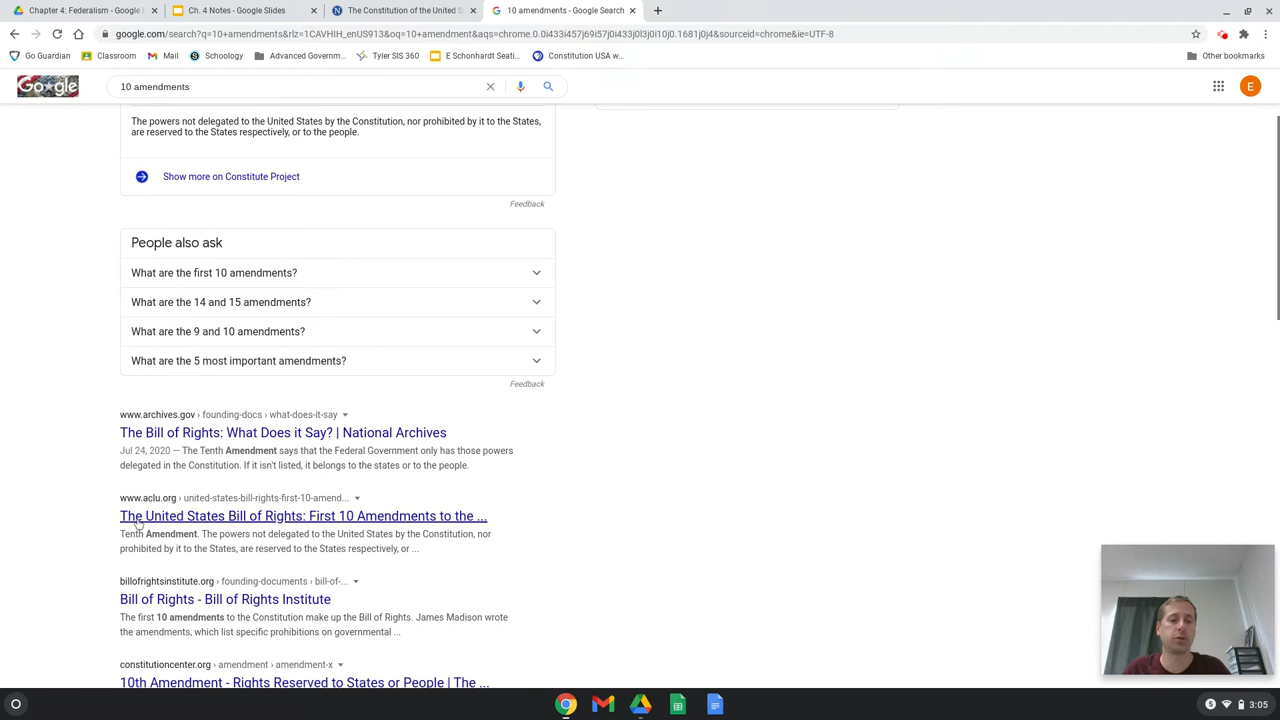 Chapter 4: Federalism - Google
Ch. 4 Notes - Google Slides
The Constitution of the United S
10 amendments - Google Search
google.com/search?q=10+amendments&rlz=1CAVHIH_enUS913&oq=10+amendment&aqs=chrome.0.0i433i457j69i57j0i433j0l3j0i10j0.1681j0j4&sourceid=chrome&ie=UTF-8
Go Guardian
Classroom
Mail
Schoology
Advanced Governm...
Tyler SIS 360
E Schonhardt Seati...
Constitution USA w...
Other bookmarks
Google
10 amendments
E
The powers not delegated to the United States by the Constitution, nor prohibited by it to the States,
are reserved to the States respectively, or to the people.
Show more on Constitute Project
Feedback
People also ask
What are the first 10 amendments?
What are the 14 and 15 amendments?
What are the 9 and 10 amendments?
What are the 5 most important amendments?
Feedback
www.archives.gov › founding-docs › what-does-it-say
The Bill of Rights: What Does it Say? | National Archives
Jul 24, 2020 — The Tenth Amendment says that the Federal Government only has those powers
delegated in the Constitution. If it isn't listed, it belongs to the states or to the people.
www.aclu.org › united-states-bill-rights-first-10-amend...
The United States Bill of Rights: First 10 Amendments to the ...
Tenth Amendment. The powers not delegated to the United States by the Constitution, nor
prohibited by it to the States, are reserved to the States respectively, or ...
billofrightsinstitute.org › founding-documents › bill-of-...
Bill of Rights - Bill of Rights Institute
The first 10 amendments to the Constitution make up the Bill of Rights. James Madison wrote
the amendments, which list specific prohibitions on governmental ...
constitutioncenter.org › amendment › amendment-x
10th Amendment - Rights Reserved to States or People | The ...
5
3:05